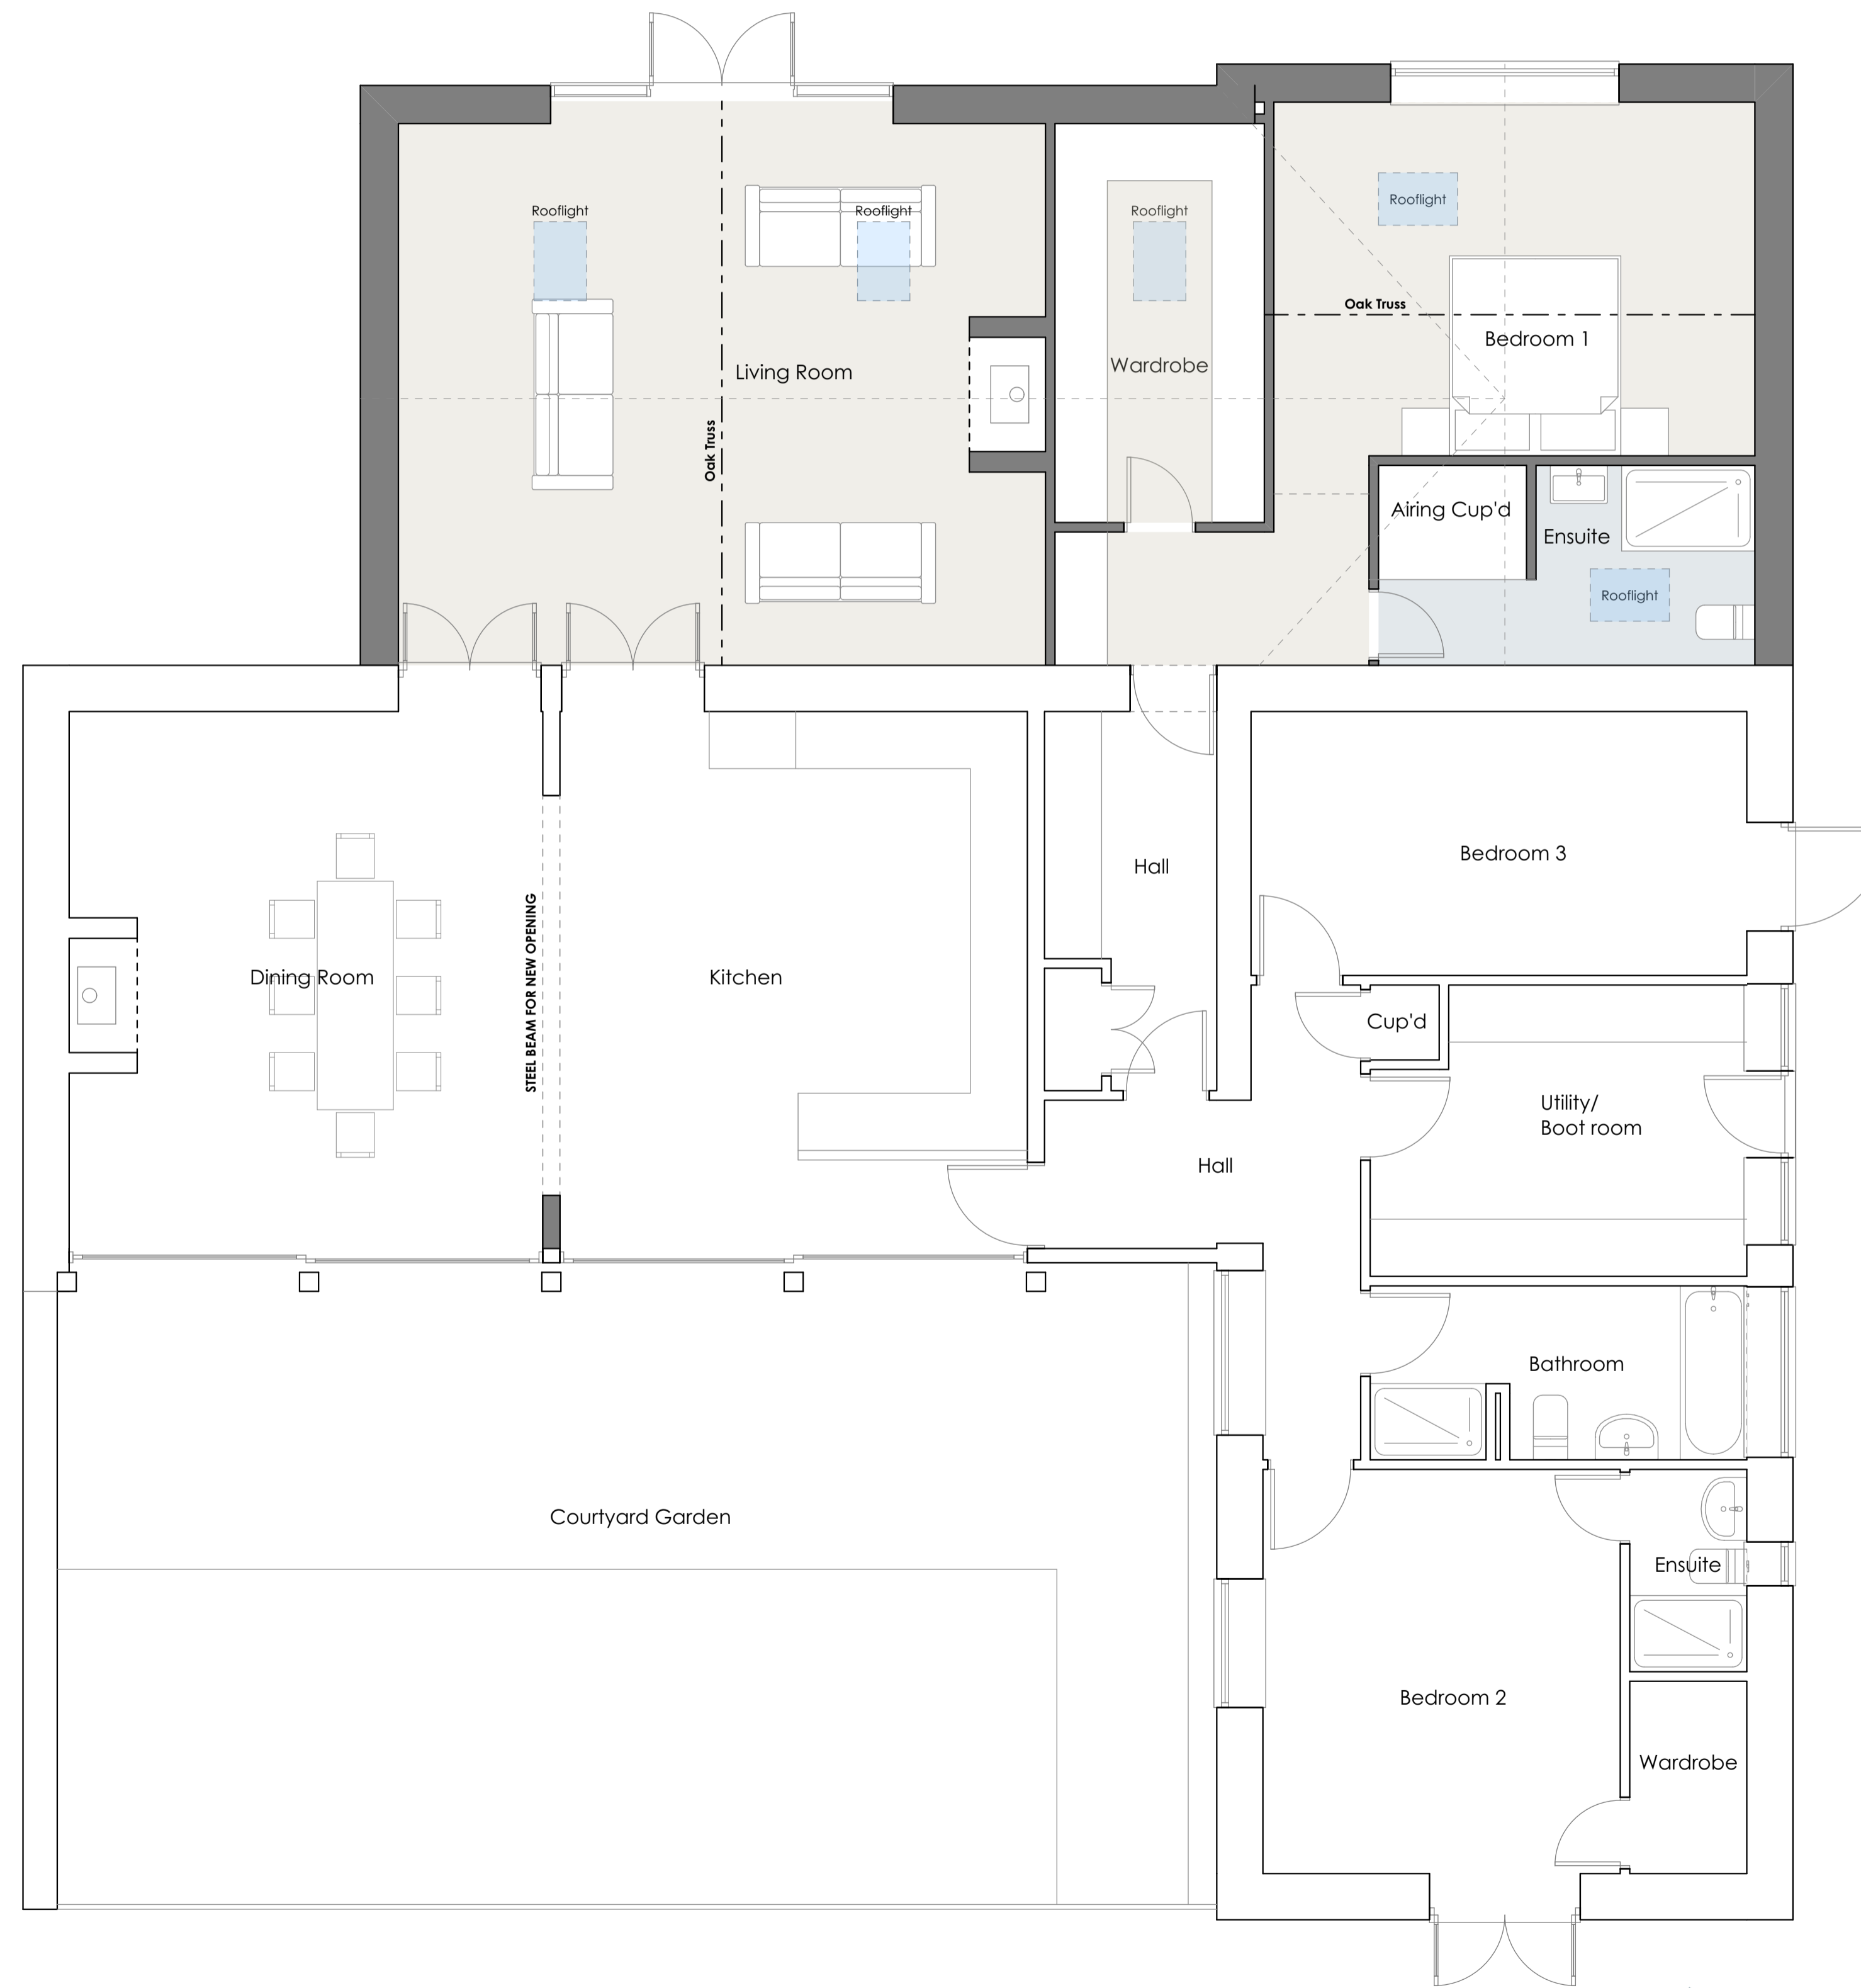 Rooflight
Rooflight
Rooflight
Rooflight
Oak Truss
Bedroom 1
Living Room
Wardrobe
Oak Truss
Airing Cup'd
Ensuite
Rooflight
Hall
Bedroom 3
Dining Room
STEEL BEAM FOR NEW OPENING
Kitchen
Cup'd
Utility/
Boot room
Hall
Bathroom
Courtyard Garden
Ensuite
Bedroom 2
Wardrobe